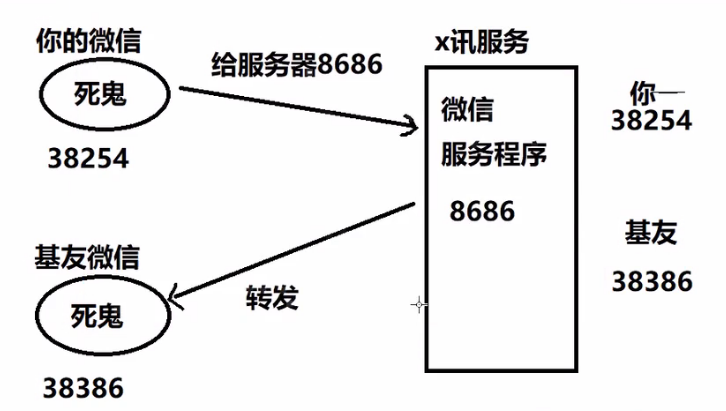 你的微信
死鬼
38254
给服务器8686
x讯服务
微信
服务程序
8686
你一
38254
基友
38386
基友微信
死鬼
38386
转发